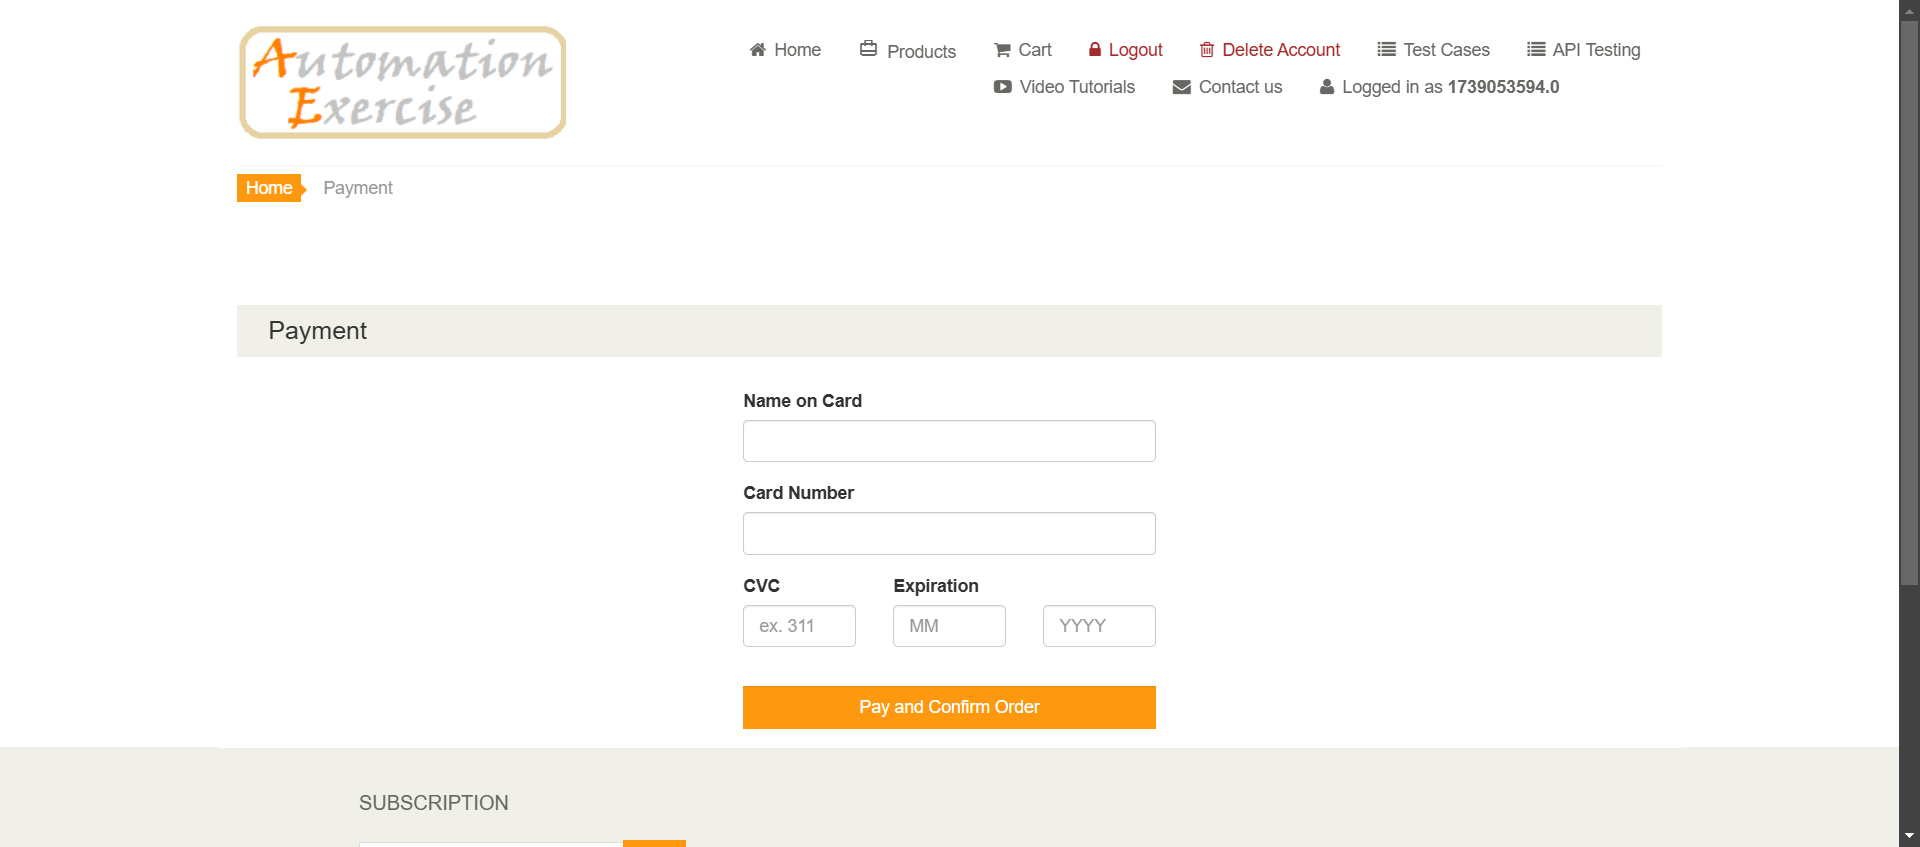 Automation
Exercise
Home Products Cart Logout Delete Account Test Cases API Testing
Video Tutorials Contact us Logged in as 1739053594.0
Home Payment
Payment
Name on Card
Card Number
CVC Expiration
ex. 311 MM YYYY
Pay and Confirm Order
SUBSCRIPTION